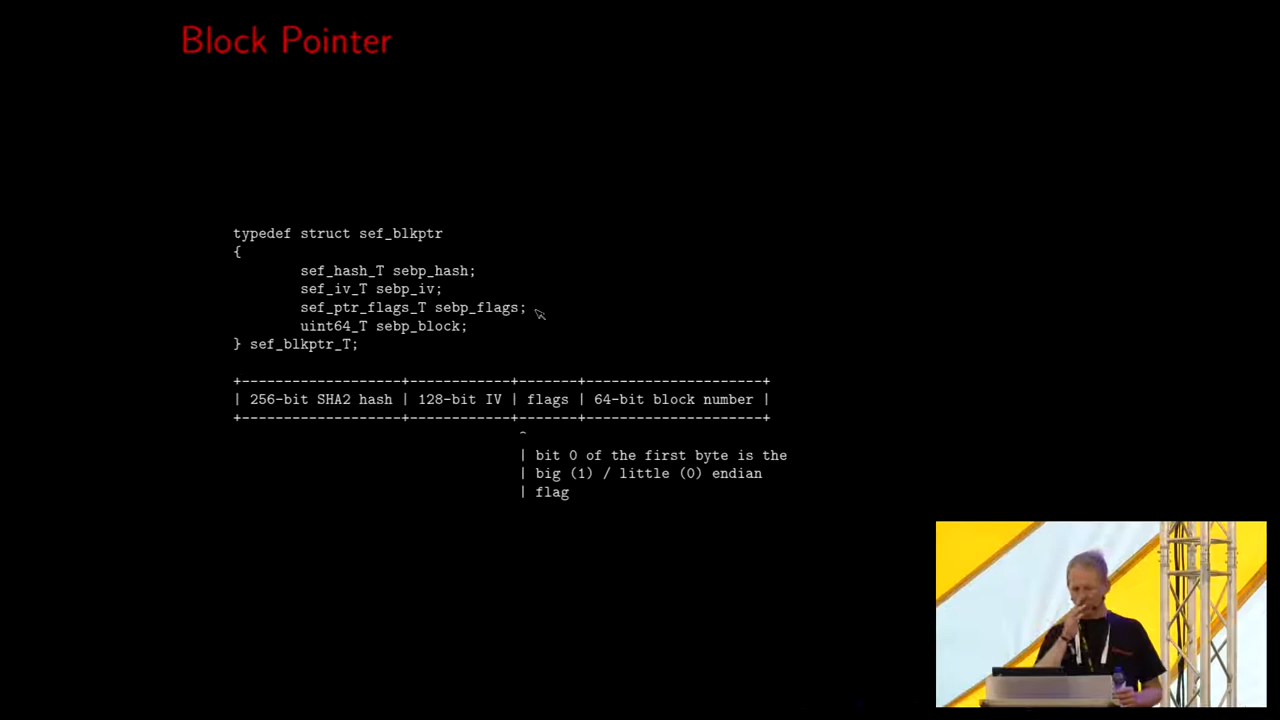 Block Pointer
typedef struct sef_blkptr
{
sef_hash_T sebp_hash;
sef_iv_T sebp_iv;
sef_ptr_flags_T sebp_flags;
uint64_T sebp_block;
} sef_blkptr_T;
+-------------------+------------+-------+---------------------+
| 256-bit SHA2 hash | 128-bit IV | flags | 64-bit block number |
+-------------------+------------+-------+---------------------+
^
| bit 0 of the first byte is the
| big (1) / little (0) endian
| flag